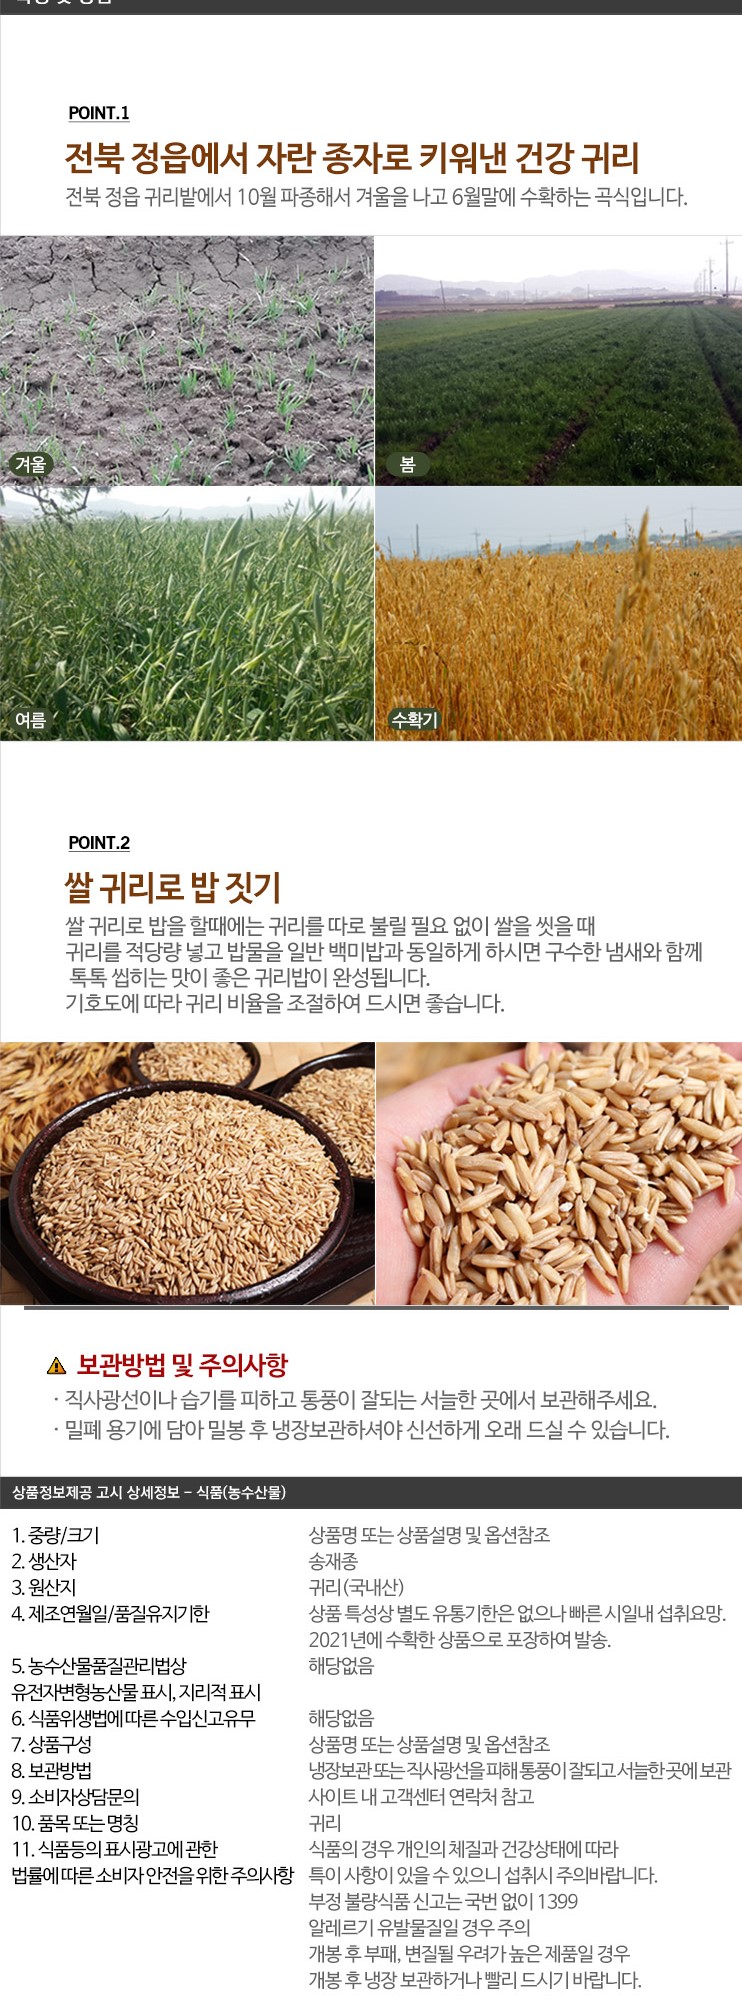 POINT.1
전북 정읍에서 자란 종자로 키워낸 건강 귀리
전북 정읍 귀리밭에서 10월 파종해서 겨울을 나고 6월말에 수확하는 곡식입니다.
겨울
봄
여름
수확기
POINT.2
쌀 귀리로 밥 짓기
쌀 귀리로 밥을 할때에는 귀리를 따로 불릴 필요 없이 쌀을 씻을 때
귀리를 적당량 넣고 밥물을 일반 백미밥과 동일하게 하시면 구수한 냄새와 함께
톡톡 씹히는 맛이 좋은 귀리밥이 완성됩니다.
기호도에 따라 귀리 비율을 조절하여 드시면 좋습니다.
보관방법 및 주의사항
· 직사광선이나 습기를 피하고 통풍이 잘되는 서늘한 곳에서 보관해주세요.
· 밀폐 용기에 담아 밀봉 후 냉장보관하셔야 신선하게 오래 드실 수 있습니다.
상품정보제공 고시 상세정보 - 식품(농수산물)
1. 중량/크기 상품명 또는 상품설명 및 옵션참조
2. 생산자 송재종
3. 원산지 귀리(국내산)
4. 제조연월일/품질유지기한 상품 특성상 별도 유통기한은 없으나 빠른 시일내 섭취요망.
2021년에 수확한 상품으로 포장하여 발송.
5. 농수산물품질관리법상 해당없음
유전자변형농산물 표시, 지리적 표시
6. 식품위생법에 따른 수입신고유무 해당없음
7. 상품구성 상품명 또는 상품설명 및 옵션참조
8. 보관방법 냉장보관 또는 직사광선을 피해 통풍이 잘되고 서늘한 곳에 보관
9. 소비자상담문의 사이트 내 고객센터 연락처 참고
10. 품목 또는 명칭 귀리
11. 식품등의 표시광고에 관한 식품의 경우 개인의 체질과 건강상태에 따라
법률에 따른 소비자 안전을 위한 주의사항 특이 사항이 있을 수 있으니 섭취시 주의바랍니다.
부정 불량식품 신고는 국번 없이 1399
알레르기 유발물질일 경우 주의
개봉 후 부패, 변질될 우려가 높은 제품일 경우
개봉 후 냉장 보관하거나 빨리 드시기 바랍니다.